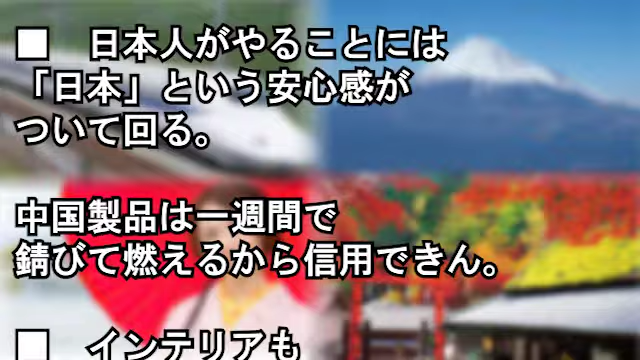 ■　日本人がやることには
「日本」という安心感が
ついて回る。
中国製品は一週間で
錆びて燃えるから信用できん。
■　インテリアも